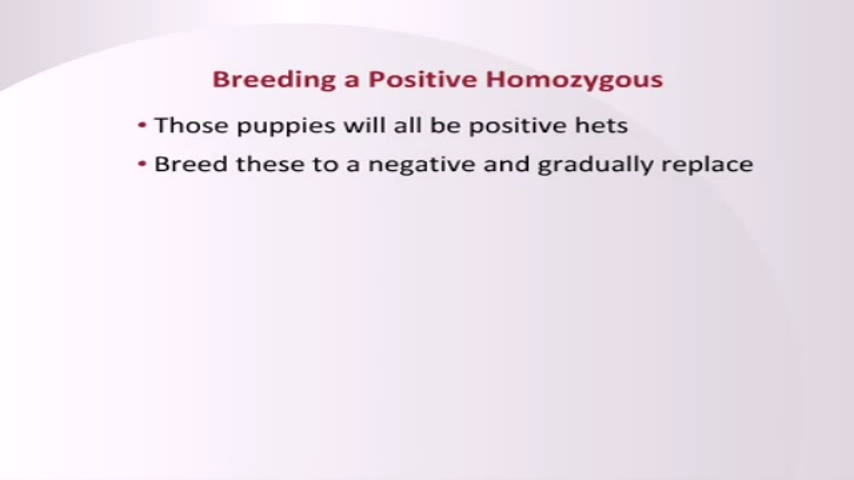 Breeding a Positive Homozygous
• Those puppies will all be positive hets
• Breed these to a negative and gradually replace